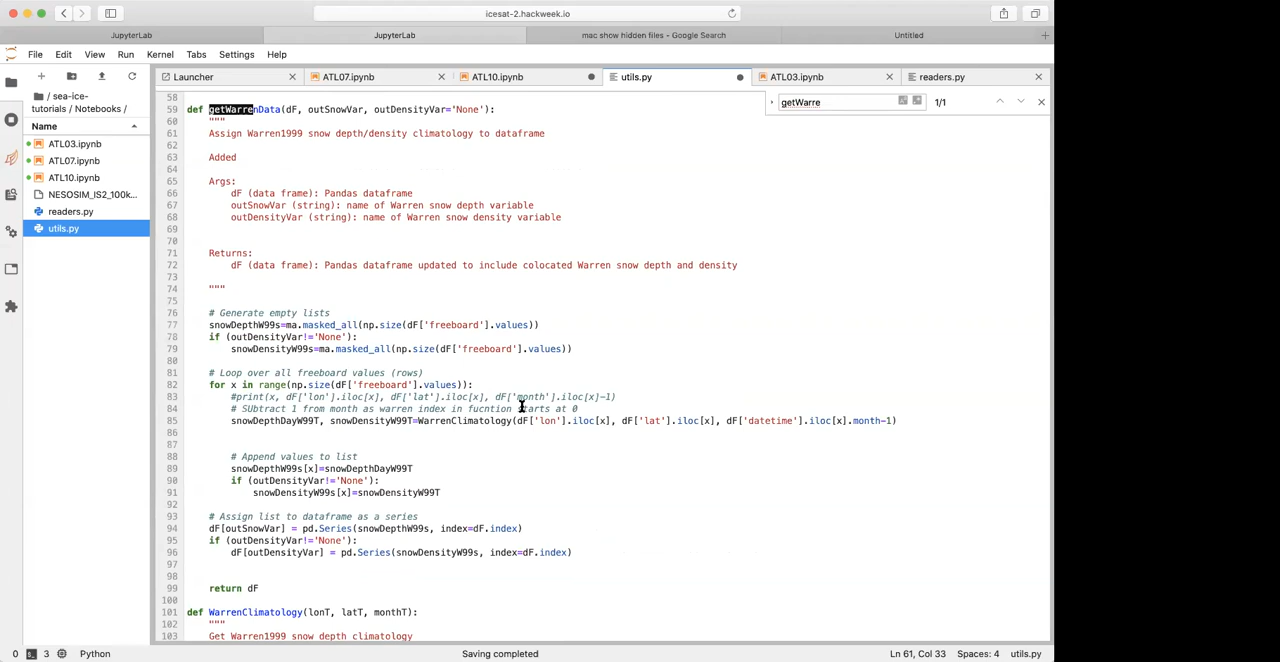 icesat-2.hackweek.io
JupyterLab
JupyterLab
mac show hidden files - Google Search
Untitled
File Edit View Run Kernel Tabs Settings Help
Launcher
ATL07.ipynb
ATL10.ipynb
utils.py
ATL03.ipynb
readers.py
/ sea-ice-
tutorials / Notebooks /
Name
ATL03.ipynb
ATL07.ipynb
ATL10.ipynb
NESOSIM_IS2_100k...
readers.py
utils.py
getWarre
1/1
58
59 def getWarrenData(dF, outSnowVar, outDensityVar='None'):
60 """
61 Assign Warren1999 snow depth/density climatology to dataframe
62
63 Added
64
65 Args:
66 dF (data frame): Pandas dataframe
67 outSnowVar (string): name of Warren snow depth variable
68 outDensityVar (string): name of Warren snow density variable
69
70
71 Returns:
72 dF (data frame): Pandas dataframe updated to include colocated Warren snow depth and density
73
74 """
75
76 # Generate empty lists
77 snowDepthW99s=ma.masked_all(np.size(dF['freeboard'].values))
78 if (outDensityVar!='None'):
79 snowDensityW99s=ma.masked_all(np.size(dF['freeboard'].values))
80
81 # Loop over all freeboard values (rows)
82 for x in range(np.size(dF['freeboard'].values)):
83 #print(x, dF['lon'].iloc[x], dF['lat'].iloc[x], dF['month'].iloc[x]-1)
84 # SUbtract 1 from month as warren index in fucntion starts at 0
85 snowDepthDayW99T, snowDensityW99T=WarrenClimatology(dF['lon'].iloc[x], dF['lat'].iloc[x], dF['datetime'].iloc[x].month-1)
86
87
88 # Append values to list
89 snowDepthW99s[x]=snowDepthDayW99T
90 if (outDensityVar!='None'):
91 snowDensityW99s[x]=snowDensityW99T
92
93 # Assign list to dataframe as a series
94 dF[outSnowVar] = pd.Series(snowDepthW99s, index=dF.index)
95 if (outDensityVar!='None'):
96 dF[outDensityVar] = pd.Series(snowDensityW99s, index=dF.index)
97
98
99 return dF
100
101 def WarrenClimatology(lonT, latT, monthT):
102 """
103 Get Warren1999 snow depth climatology
0 3 Python
Saving completed
Ln 61, Col 33 Spaces: 4 utils.py